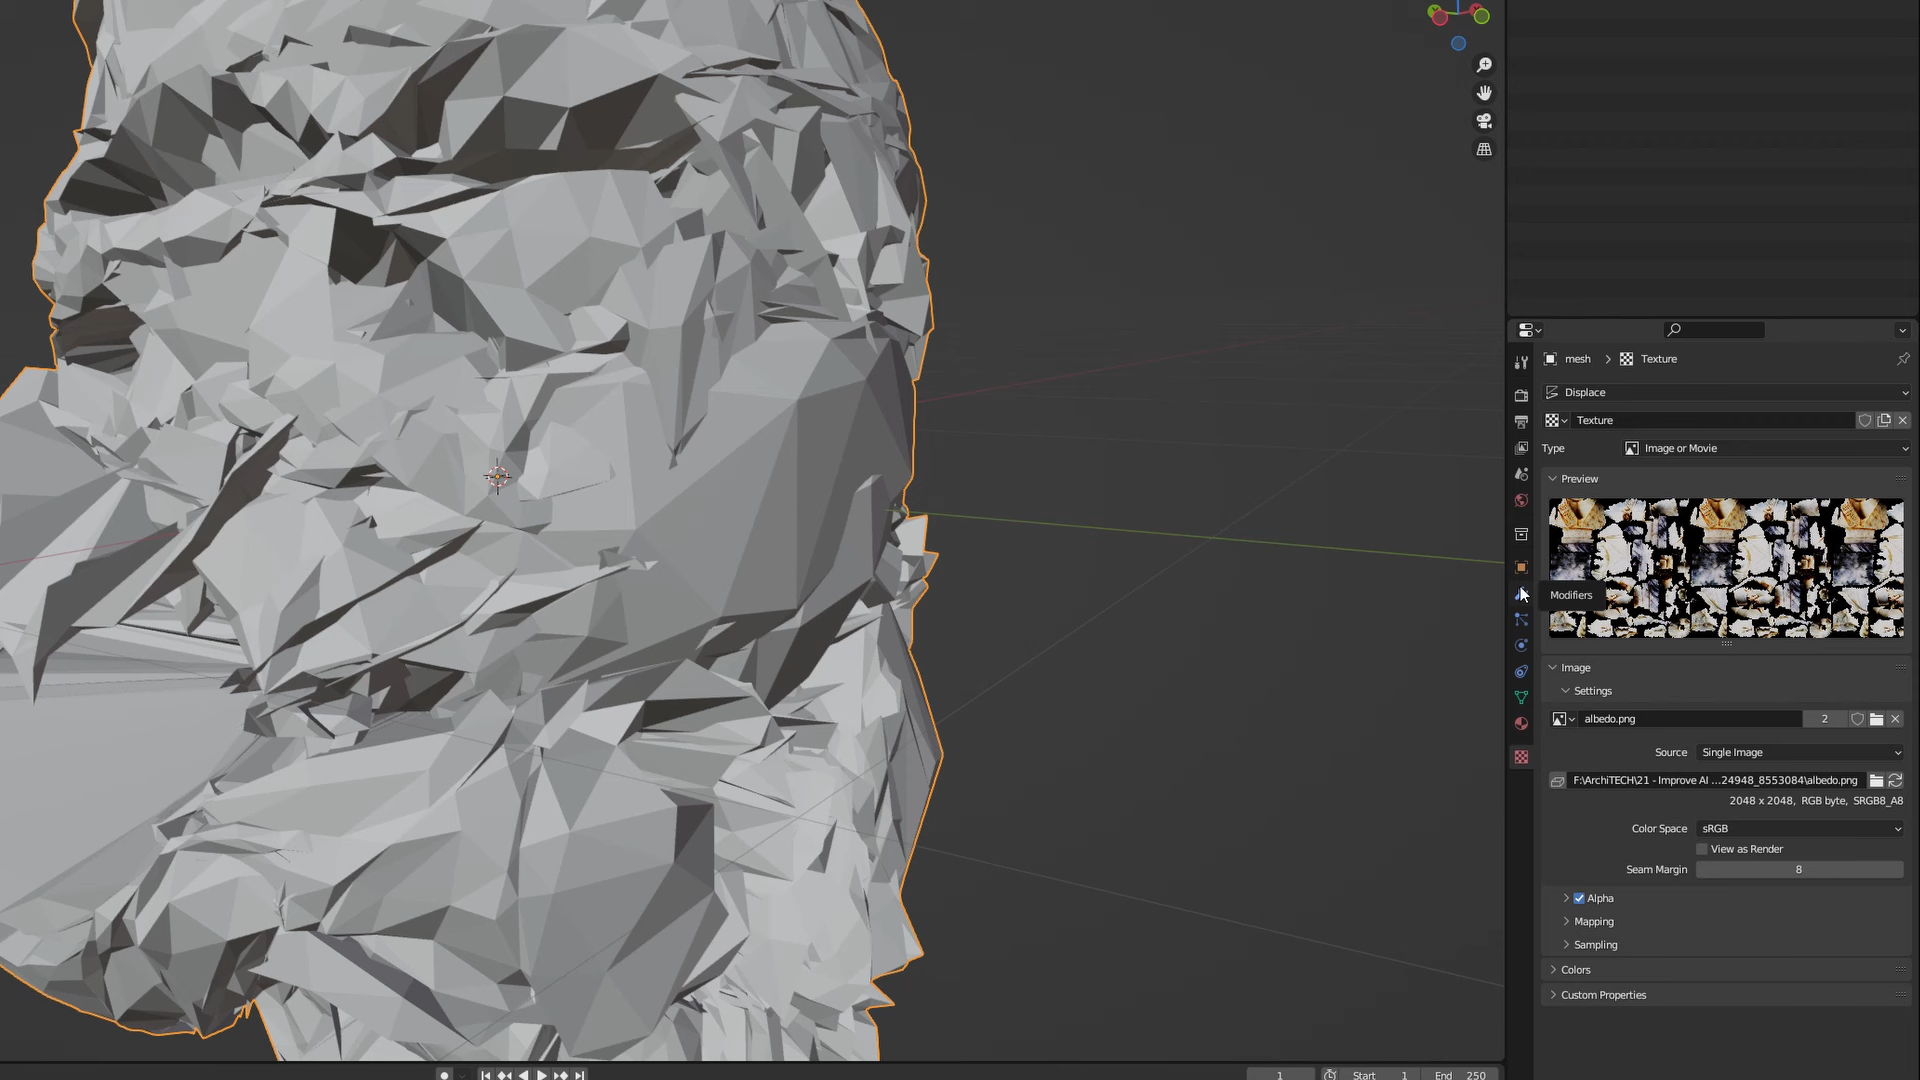 mesh > Texture
Displace
Texture
Type Image or Movie
Preview
Modifiers
Image
Settings
albedo.png 2
Source Single Image
F:\ArchiTECH\21 - Improve AI ...24948_8553084\albedo.png
2048 x 2048, RGB byte, SRGB8_A8
Color Space sRGB
View as Render
Seam Margin 8
Alpha
Mapping
Sampling
Colors
Custom Properties
1 Start 1 End 250